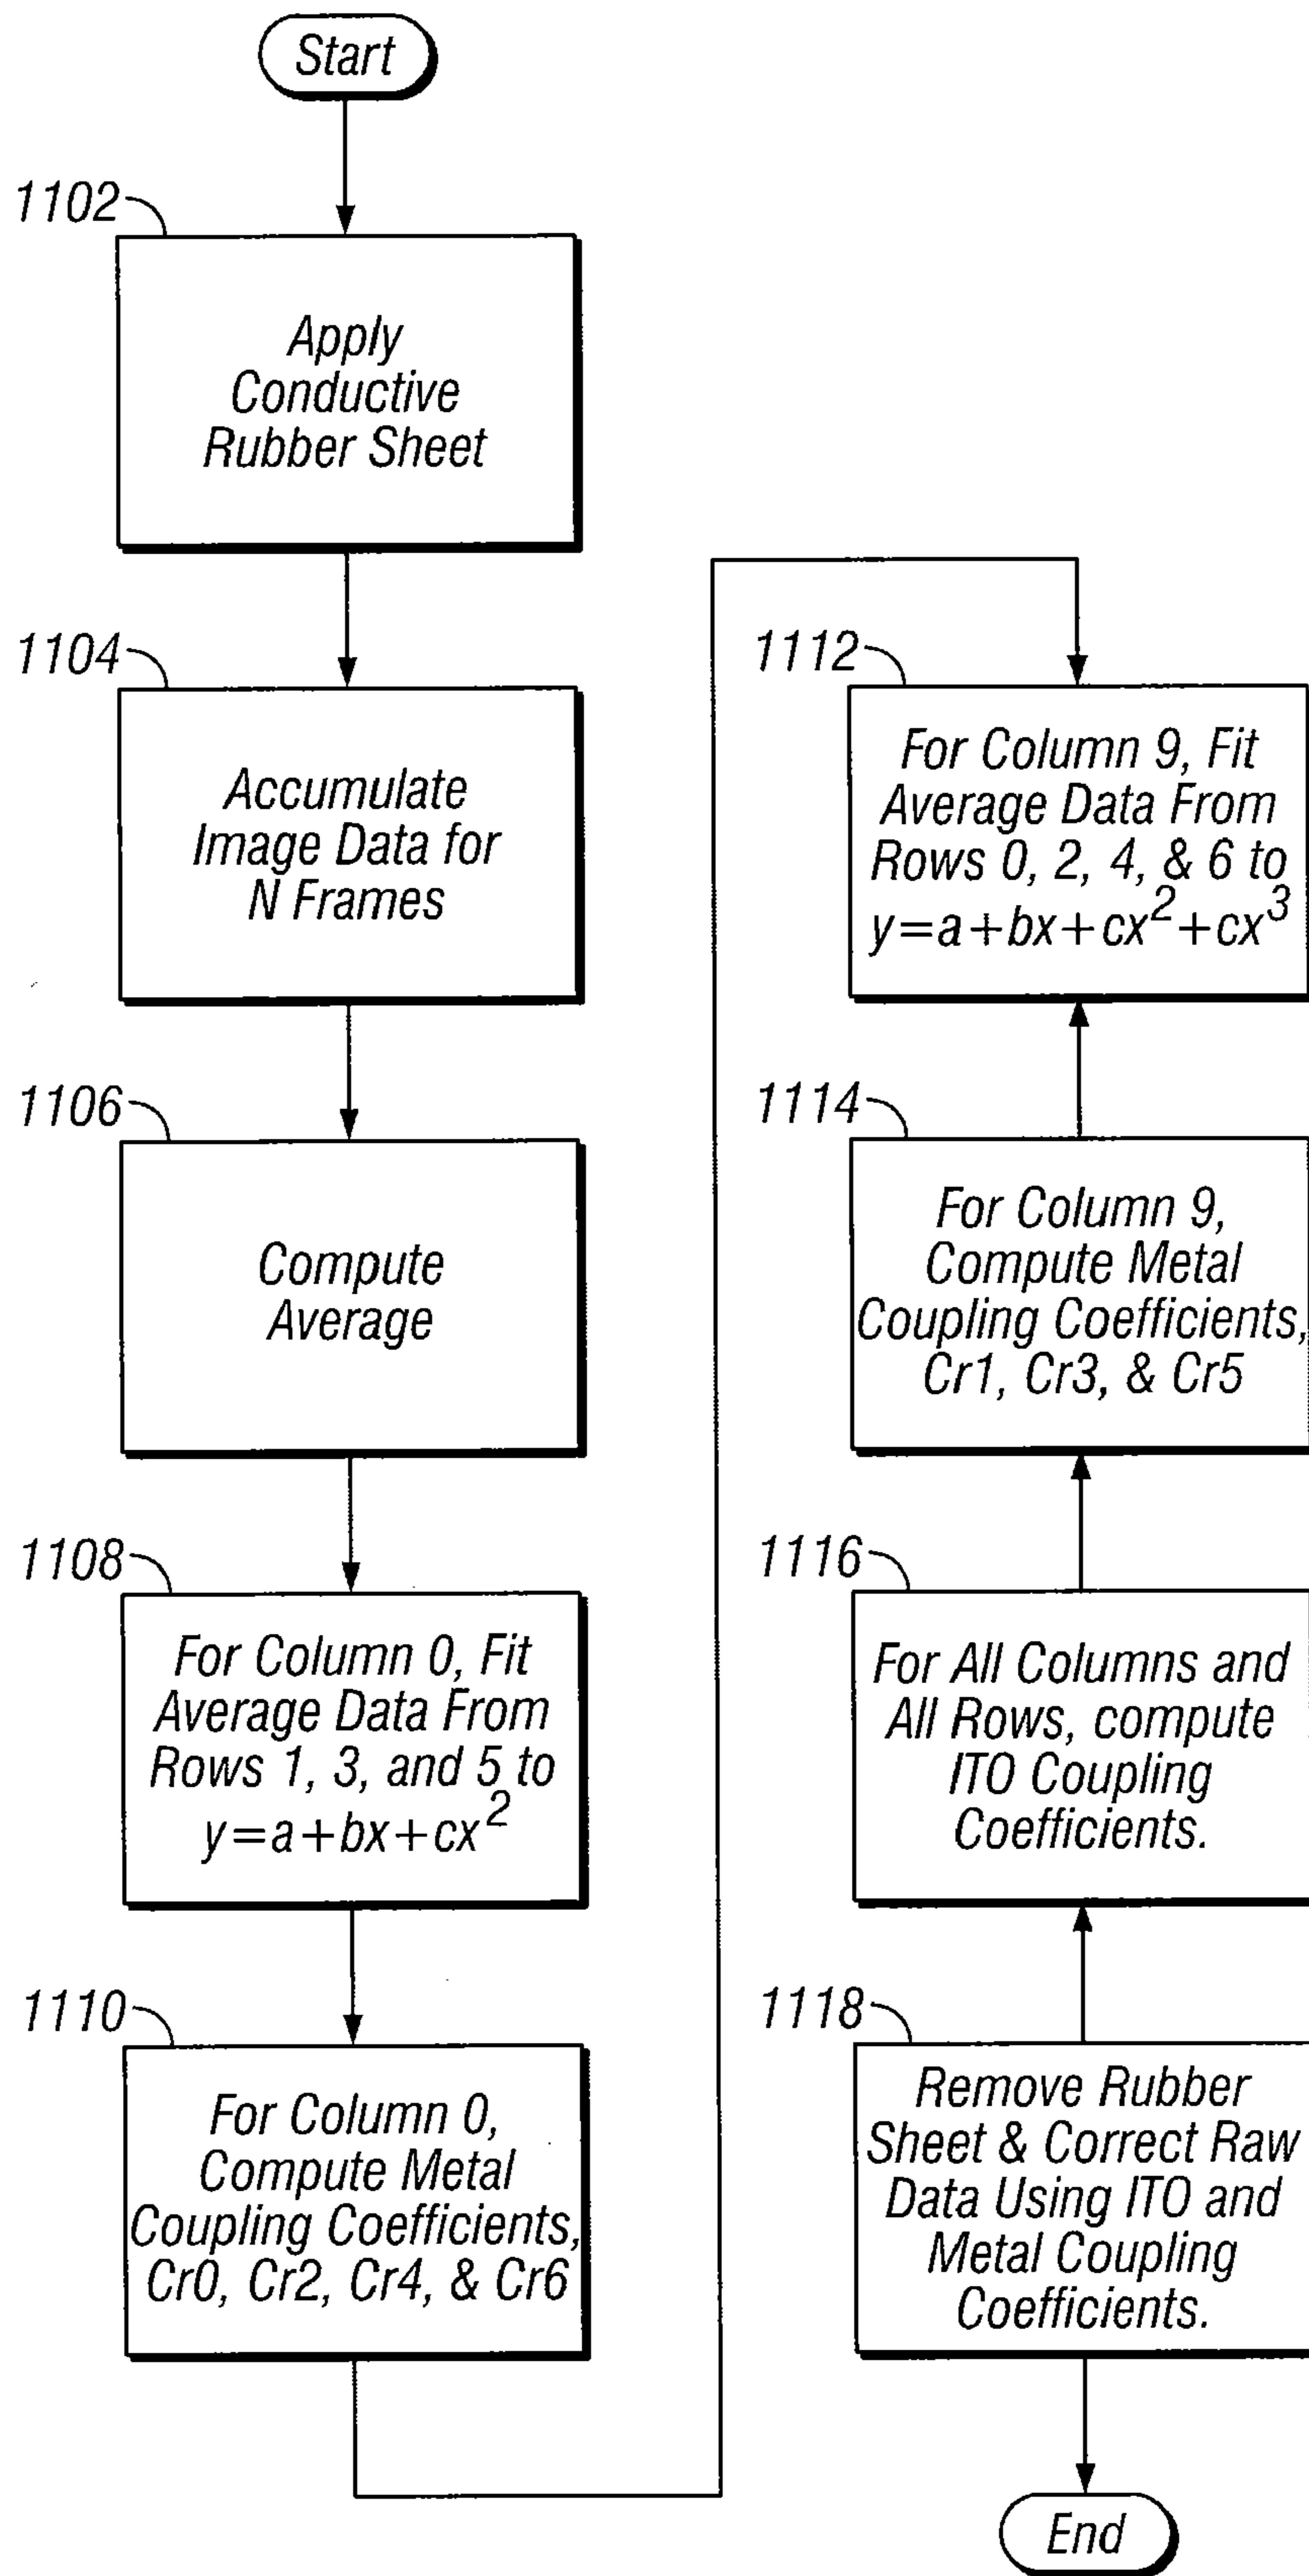 Start
1102
Apply
Conductive
Rubber Sheet
1104
Accumulate
Image Data for
N Frames
1106
Compute
Average
1108
For Column 0, Fit
Average Data From
Rows 1, 3, and 5 to
y=a+bx+cx²
1110
For Column 0,
Compute Metal
Coupling Coefficients,
Cr0, Cr2, Cr4, & Cr6
1112
For Column 9, Fit
Average Data From
Rows 0, 2, 4, & 6 to
y=a+bx+cx²+cx³
1114
For Column 9,
Compute Metal
Coupling Coefficients,
Cr1, Cr3, & Cr5
1116
For All Columns and
All Rows, compute
ITO Coupling
Coefficients.
1118
Remove Rubber
Sheet & Correct Raw
Data Using ITO and
Metal Coupling
Coefficients.
End